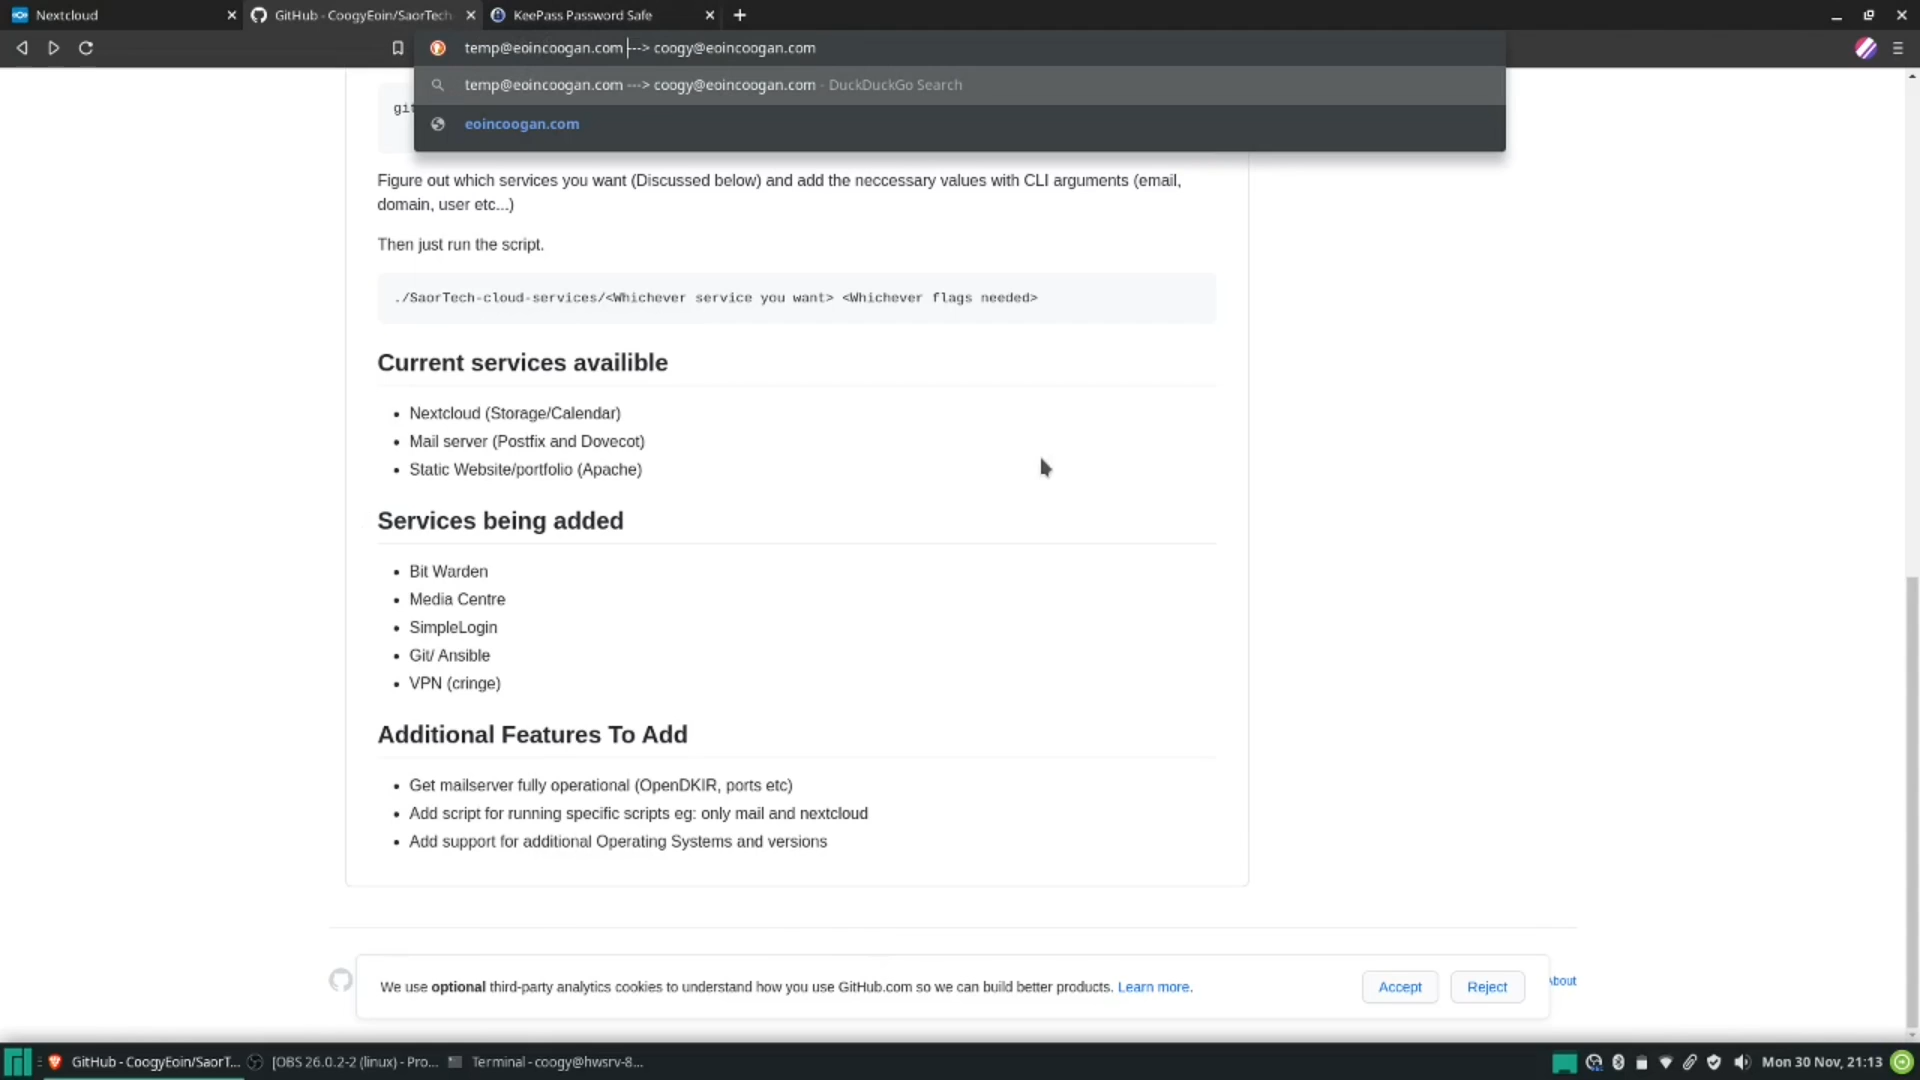 Nextcloud
GitHub - CoogyEoin/SaorTech
KeePass Password Safe
temp@eoincoogan.com ---> coogy@eoincoogan.com
temp@eoincoogan.com ---> coogy@eoincoogan.com - DuckDuckGo Search
eoincoogan.com
git
Figure out which services you want (Discussed below) and add the neccessary values with CLI arguments (email,
domain, user etc...)
Then just run the script.
./SaorTech-cloud-services/<Whichever service you want> <Whichever flags needed>
Current services availible
• Nextcloud (Storage/Calendar)
• Mail server (Postfix and Dovecot)
• Static Website/portfolio (Apache)
Services being added
• Bit Warden
• Media Centre
• SimpleLogin
• Git/ Ansible
• VPN (cringe)
Additional Features To Add
• Get mailserver fully operational (OpenDKIR, ports etc)
• Add script for running specific scripts eg: only mail and nextcloud
• Add support for additional Operating Systems and versions
We use optional third-party analytics cookies to understand how you use GitHub.com so we can build better products. Learn more.
Accept
Reject
About
GitHub - CoogyEoin/SaorT...
[OBS 26.0.2-2 (linux) - Pro...
Terminal - coogy@hwsrv-8...
Mon 30 Nov, 21:13